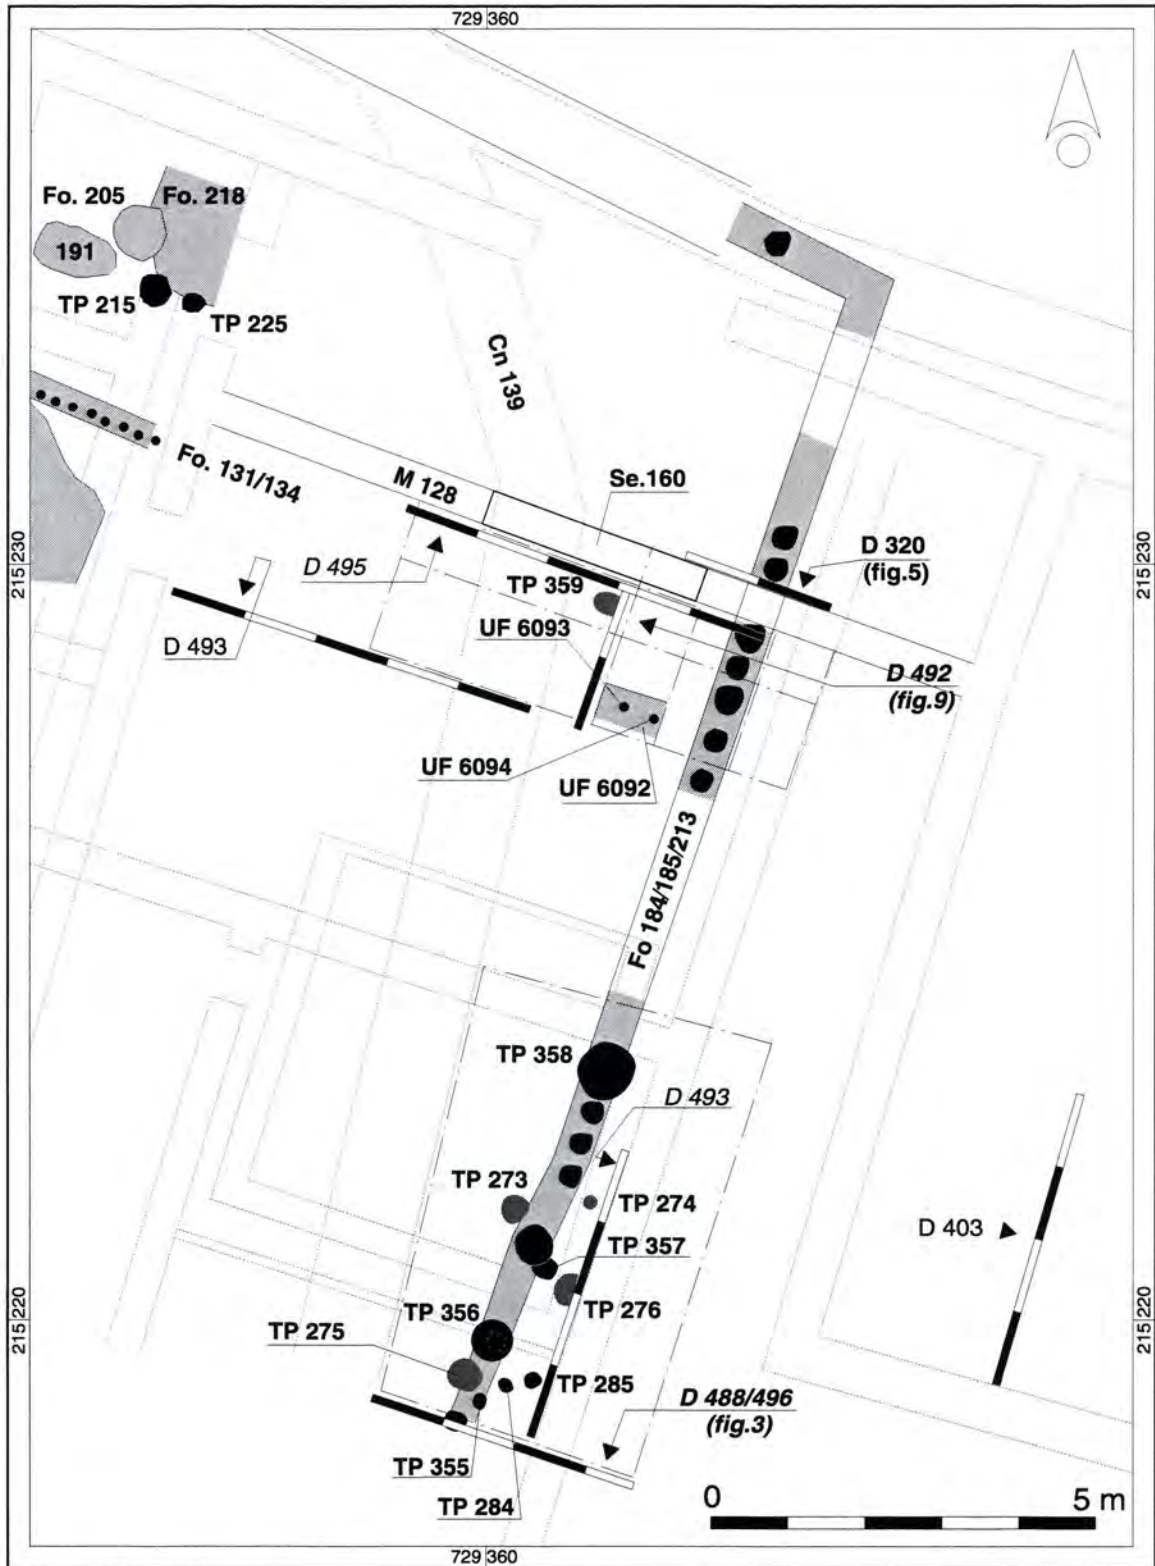 729 360
Fo. 205
Fo. 218
191
TP 215
TP 225
Cn 139
Fo. 131/134
M 128
Se.160
215 230
215 230
D 495
D 320
(fig.5)
TP 359
UF 6093
D 493
D 492
(fig.9)
UF 6094
UF 6092
Fo 184/185/213
TP 358
D 493
TP 273
TP 274
D 403
TP 357
TP 356
TP 276
215 220
215 220
TP 275
TP 285
D 488/496
(fig.3)
TP 355
TP 284
0 5 m
729 360